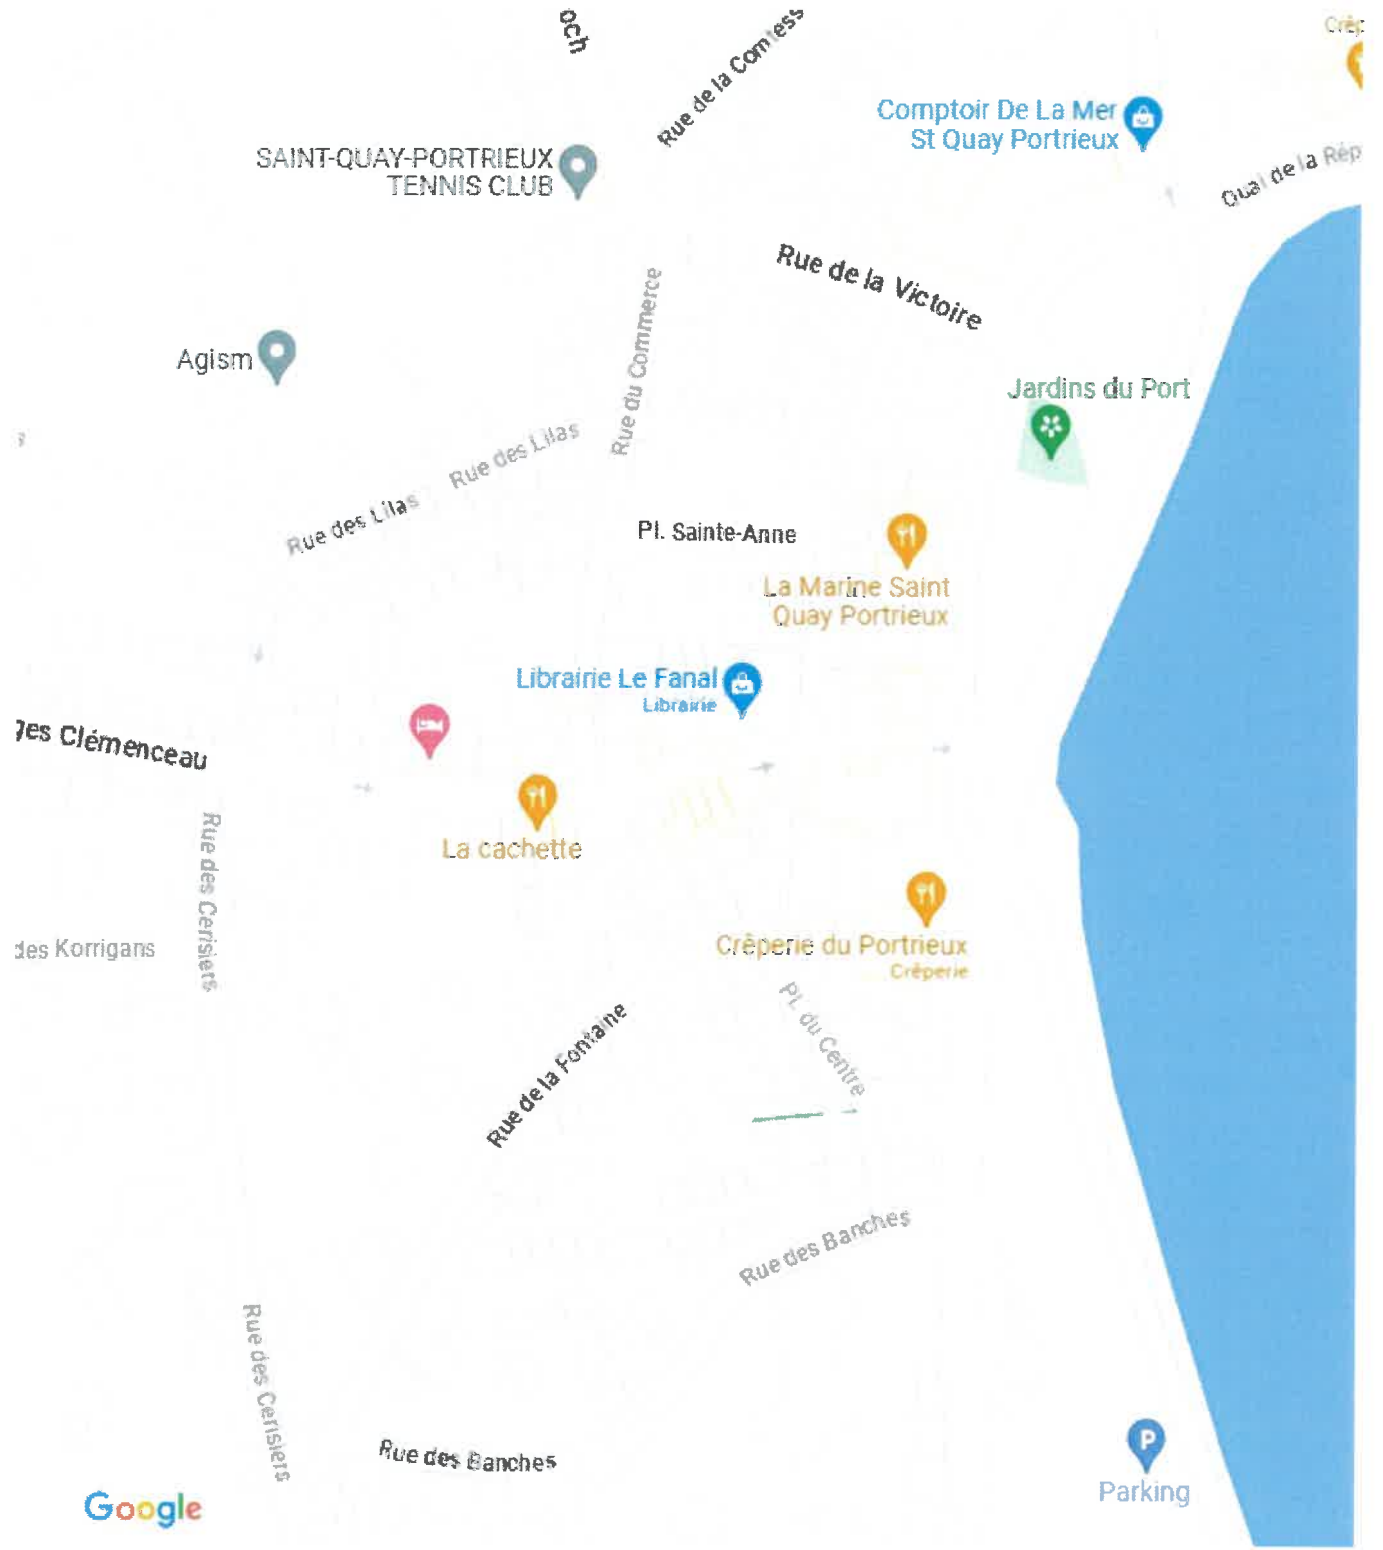 och
Rue de la Comtess
Crêp
Comptoir De La Mer
St Quay Portrieux
SAINT-QUAY-PORTRIEUX
TENNIS CLUB
Quai de la Rép
Rue de la Victoire
Rue du Commerce
Agism
Jardins du Port
Rue des Lilas
Rue des Lilas
Pl. Sainte-Anne
La Marine Saint
Quay Portrieux
Librairie Le Fanal
Librairie
ges Clémenceau
La cachette
Rue des Cerisiers
des Korrigans
Crêperie du Portrieux
Crêperie
Pl. du Centre
Rue de la Fontaine
Rue des Banches
Rue des Cerisiers
Rue des Banches
P
Parking
Google